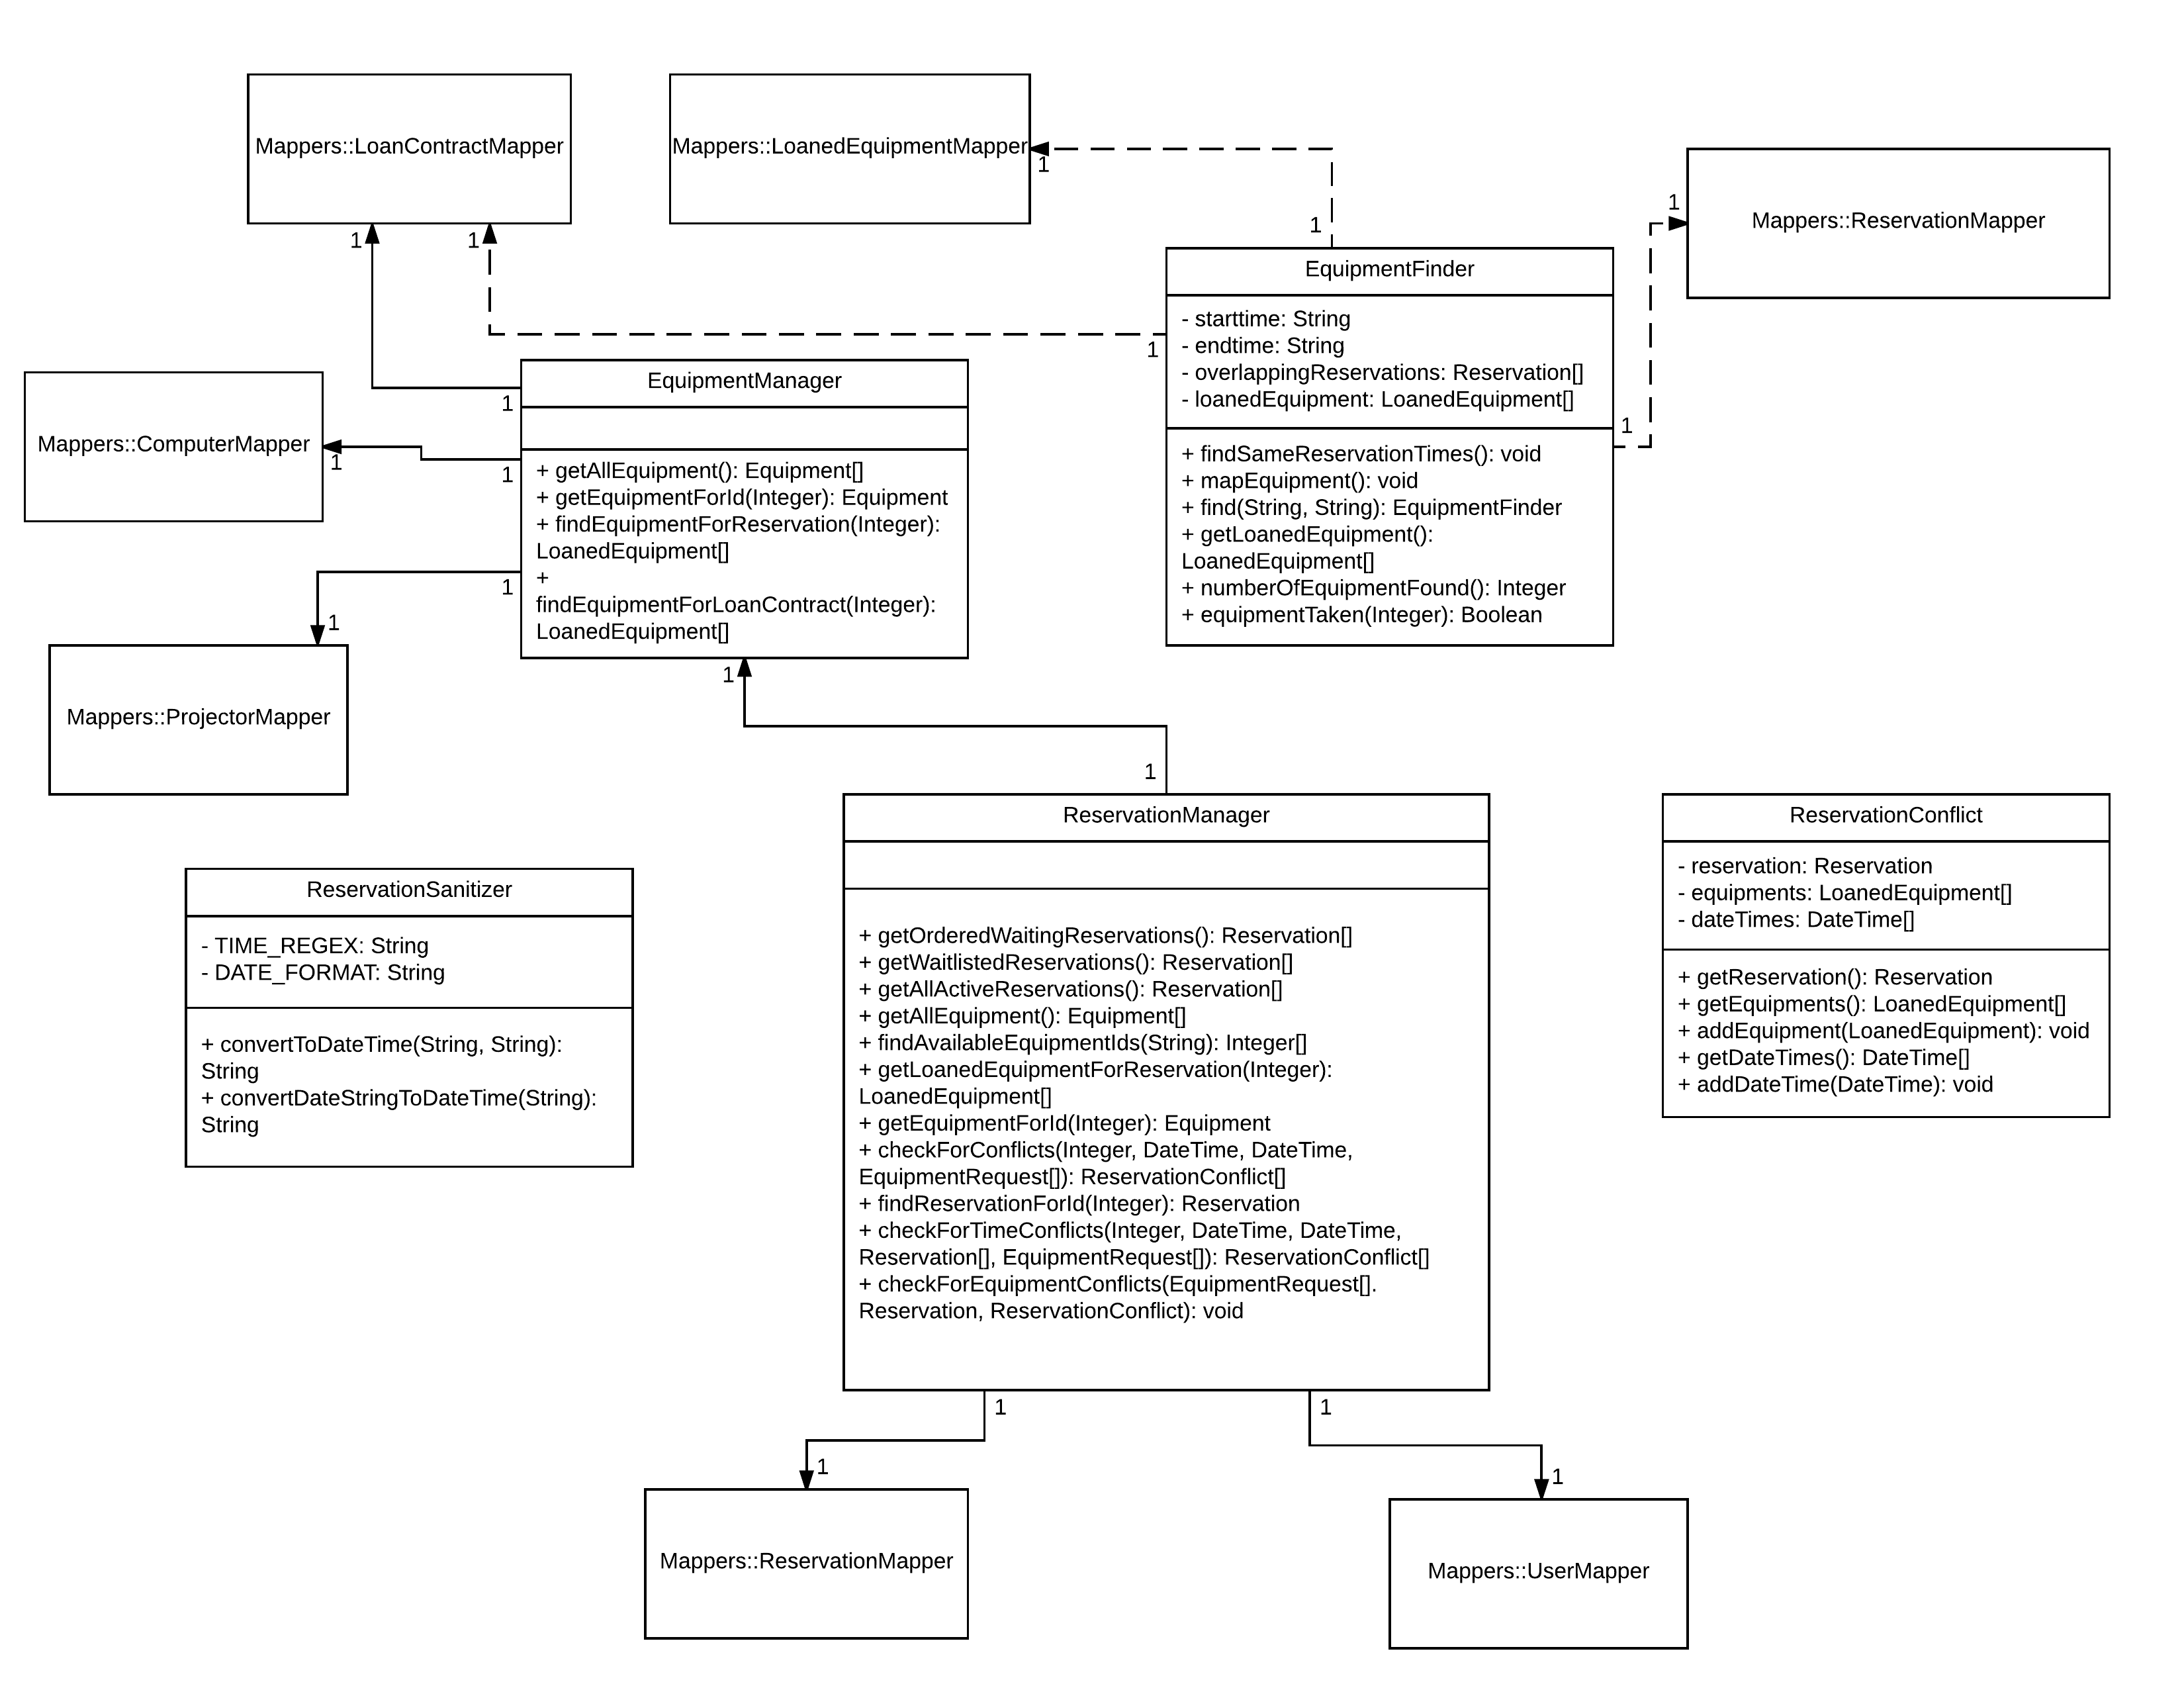 Mappers::LoanContractMapper
Mappers::LoanedEquipmentMapper
1
1
Mappers::ReservationMapper
1
1
1
EquipmentFinder
- starttime: String
- endtime: String
- overlappingReservations: Reservation[]
- loanedEquipment: LoanedEquipment[]
1
+ findSameReservationTimes(): void
+ mapEquipment(): void
+ find(String, String): EquipmentFinder
+ getLoanedEquipment():
LoanedEquipment[]
+ numberOfEquipmentFound(): Integer
+ equipmentTaken(Integer): Boolean
1
EquipmentManager
1
+ getAllEquipment(): Equipment[]
+ getEquipmentForId(Integer): Equipment
+ findEquipmentForReservation(Integer):
LoanedEquipment[]
+
findEquipmentForLoanContract(Integer):
LoanedEquipment[]
Mappers::ComputerMapper
1
1
1
1
Mappers::ProjectorMapper
1
1
ReservationManager
+ getOrderedWaitingReservations(): Reservation[]
+ getWaitlistedReservations(): Reservation[]
+ getAllActiveReservations(): Reservation[]
+ getAllEquipment(): Equipment[]
+ findAvailableEquipmentIds(String): Integer[]
+ getLoanedEquipmentForReservation(Integer):
LoanedEquipment[]
+ getEquipmentForId(Integer): Equipment
+ checkForConflicts(Integer, DateTime, DateTime,
EquipmentRequest[]): ReservationConflict[]
+ findReservationForId(Integer): Reservation
+ checkForTimeConflicts(Integer, DateTime, DateTime,
Reservation[], EquipmentRequest[]): ReservationConflict[]
+ checkForEquipmentConflicts(EquipmentRequest[].
Reservation, ReservationConflict): void
ReservationConflict
- reservation: Reservation
- equipments: LoanedEquipment[]
- dateTimes: DateTime[]
+ getReservation(): Reservation
+ getEquipments(): LoanedEquipment[]
+ addEquipment(LoanedEquipment): void
+ getDateTimes(): DateTime[]
+ addDateTime(DateTime): void
ReservationSanitizer
- TIME_REGEX: String
- DATE_FORMAT: String
+ convertToDateTime(String, String):
String
+ convertDateStringToDateTime(String):
String
1
1
1
1
Mappers::ReservationMapper
Mappers::UserMapper